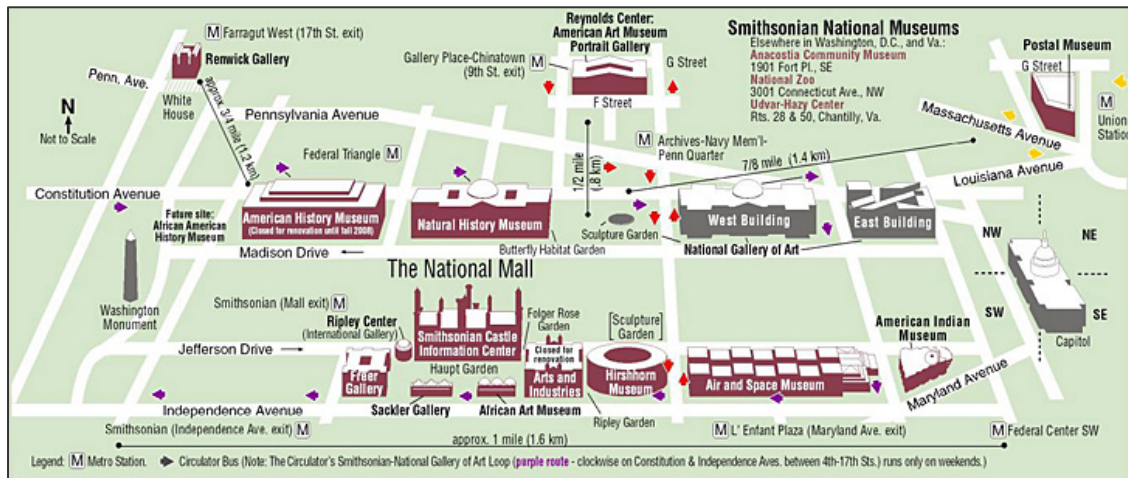 M Farragut West (17th St. exit)
Renwick Gallery
Penn. Ave.
White
House
N
Not to Scale
approx. 3/4 mile (1.2 km)
Pennsylvania Avenue
Reynolds Center:
American Art Museum
Portrait Gallery
Gallery Place-Chinatown M
(9th St. exit)
G Street
F Street
Smithsonian National Museums
Elsewhere in Washington, D.C., and Va.:
Anacostia Community Museum
1901 Fort Pl., SE
National Zoo
3001 Connecticut Ave., NW
Udvar-Hazy Center
Rts. 28 & 50, Chantilly, Va.
Postal Museum
G Street
M
Union
Station
Massachusetts Avenue
Louisiana Avenue
Federal Triangle M
1/2 mile
(.8 km)
M Archives-Navy Mem'l-
Penn Quarter
7/8 mile (1.4 km)
Constitution Avenue
Future site:
African American
History Museum
American History Museum
(Closed for renovation until fall 2008)
Natural History Museum
Butterfly Habitat Garden
Sculpture Garden
West Building
East Building
National Gallery of Art
Madison Drive
The National Mall
NW
NE
SW
SE
Capitol
Washington
Monument
Smithsonian (Mall exit) M
Ripley Center
(International Gallery)
Smithsonian Castle
Information Center
Folger Rose
Garden
[Sculpture
Garden]
American Indian
Museum
Jefferson Drive
Freer
Gallery
Haupt Garden
Closed for
renovation
Arts and
Industries
Hirshhorn
Museum
Air and Space Museum
Maryland Avenue
Independence Avenue
Sackler Gallery
African Art Museum
Ripley Garden
Smithsonian (Independence Ave. exit) M
M L' Enfant Plaza (Maryland Ave. exit)
M Federal Center SW
approx. 1 mile (1.6 km)
Legend: M Metro Station. Circulator Bus (Note: The Circulator's Smithsonian-National Gallery of Art Loop (purple route - clockwise on Constitution & Independence Aves. between 4th-17th Sts.) runs only on weekends.)